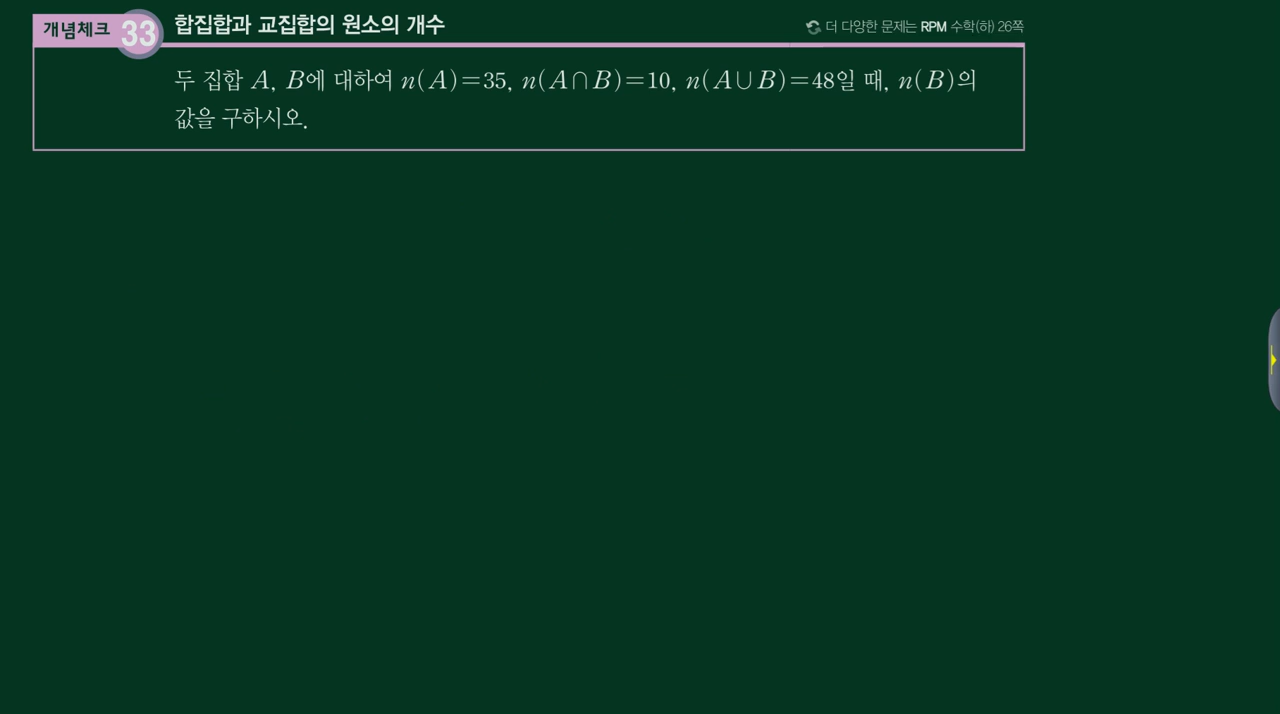 개념체크 33 합집합과 교집합의 원소의 개수
더 다양한 문제는 RPM 수학(하) 26쪽
두 집합 A, B에 대하여 n(A)=35, n(A∩B)=10, n(A∪B)=48일 때, n(B)의
값을 구하시오.